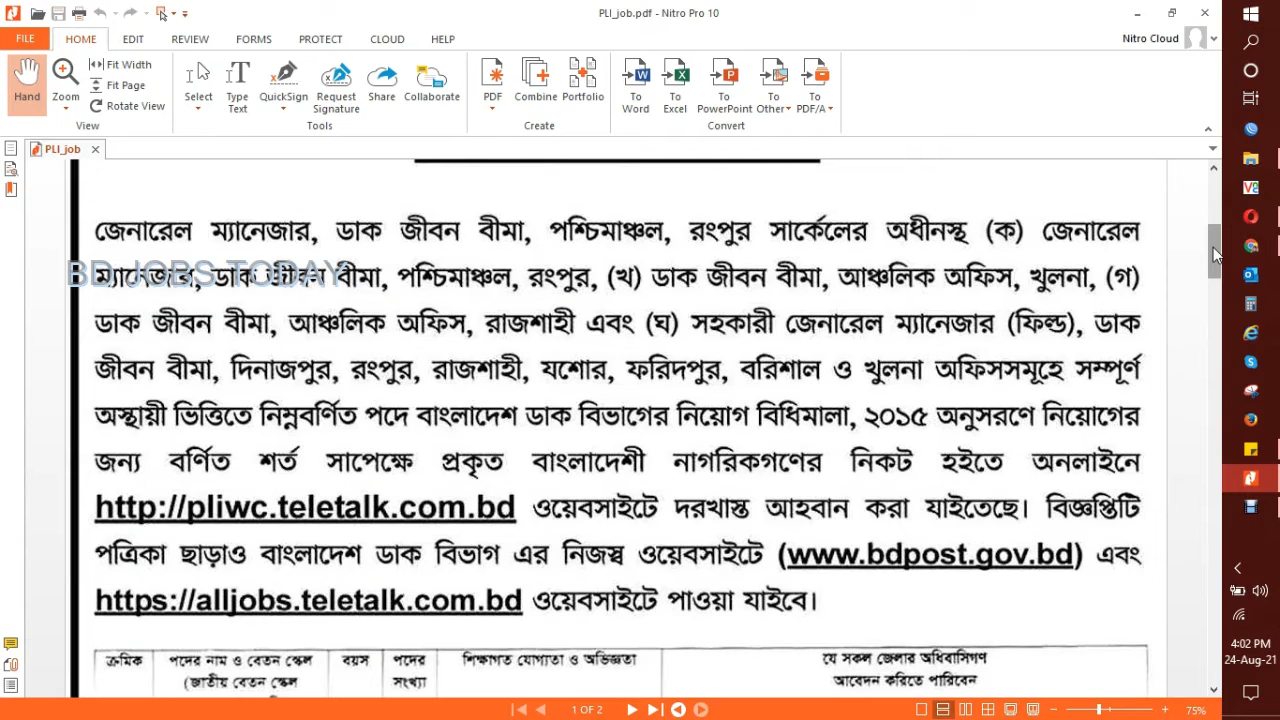 PLI_job.pdf - Nitro Pro 10
FILE HOME EDIT REVIEW FORMS PROTECT CLOUD HELP
Nitro Cloud
Hand
Zoom
Fit Width
Fit Page
Rotate View
View
Select
Type Text
QuickSign
Request Signature
Share
Collaborate
Tools
PDF
Combine
Portfolio
Create
To Word
To Excel
To PowerPoint
To Other
To PDF/A
Convert
PLI_job
জেনারেল ম্যানেজার, ডাক জীবন বীমা, পশ্চিমাঞ্চল, রংপুর সার্কেলের অধীনস্থ (ক) জেনারেল
ম্যানেজার, ডাক জীবন বীমা, পশ্চিমাঞ্চল, রংপুর, (খ) ডাক জীবন বীমা, আঞ্চলিক অফিস, খুলনা, (গ)
BD JOBS TODAY
ডাক জীবন বীমা, আঞ্চলিক অফিস, রাজশাহী এবং (ঘ) সহকারী জেনারেল ম্যানেজার (ফিল্ড), ডাক
জীবন বীমা, দিনাজপুর, রংপুর, রাজশাহী, যশোর, ফরিদপুর, বরিশাল ও খুলনা অফিসসমূহে সম্পূর্ণ
অস্থায়ী ভিত্তিতে নিম্নবর্ণিত পদে বাংলাদেশ ডাক বিভাগের নিয়োগ বিধিমালা, ২০১৫ অনুসরণে নিয়োগের
জন্য বর্ণিত শর্ত সাপেক্ষে প্রকৃত বাংলাদেশী নাগরিকগণের নিকট হইতে অনলাইনে
http://pliwc.teletalk.com.bd ওয়েবসাইটে দরখাস্ত আহবান করা যাইতেছে। বিজ্ঞপ্তিটি
পত্রিকা ছাড়াও বাংলাদেশ ডাক বিভাগ এর নিজস্ব ওয়েবসাইটে (www.bdpost.gov.bd) এবং
https://alljobs.teletalk.com.bd ওয়েবসাইটে পাওয়া যাইবে।
ক্রমিক পদের নাম ও বেতন স্কেল বয়স পদের শিক্ষাগত যোগ্যতা ও অভিজ্ঞতা যে সকল জেলার অধিবাসিগণ
(জাতীয় বেতন স্কেল সংখ্যা আবেদন করিতে পারিবেন
1 OF 2
75%
4:02 PM
24-Aug-21